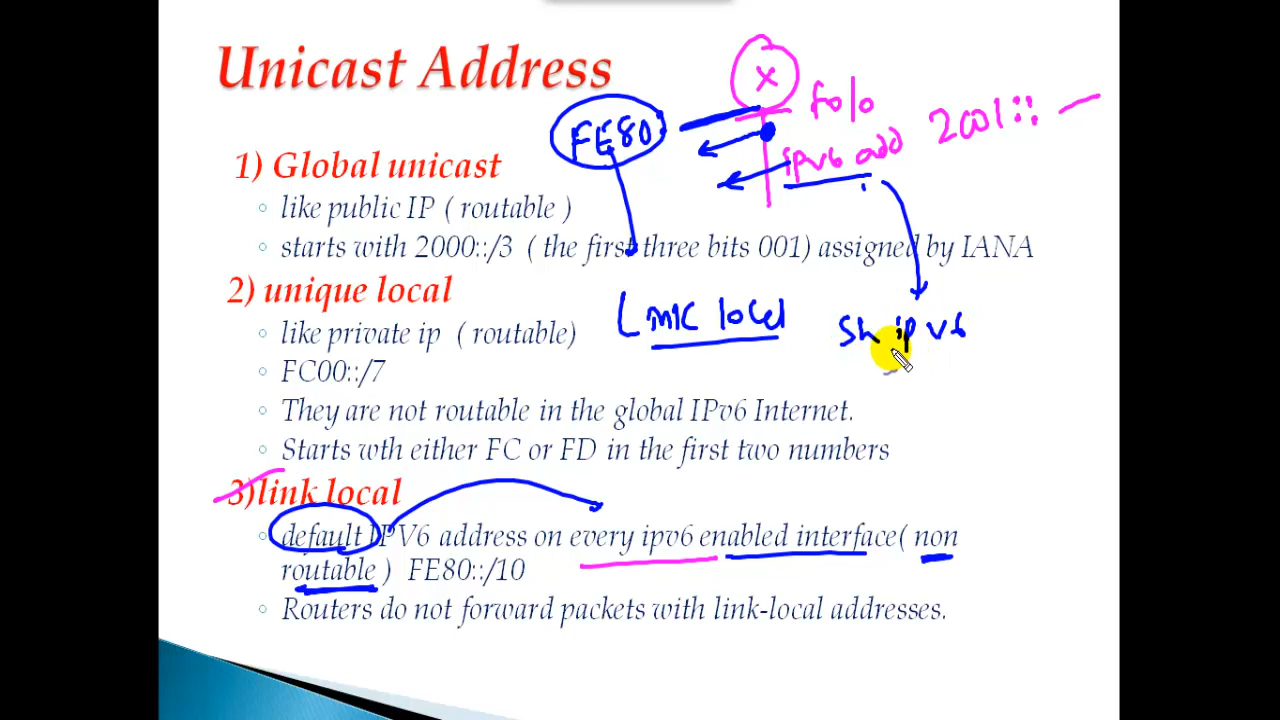 Unicast Address
X
fo/o
FE80
ipv6 add 2001::
1) Global unicast
like public IP ( routable )
starts with 2000::/3 ( the first three bits 001) assigned by IANA
2) unique local
Link local
sh ipv6
like private ip ( routable)
FC00::/7
They are not routable in the global IPv6 Internet.
Starts wth either FC or FD in the first two numbers
3)link local
default IPV6 address on every ipv6 enabled interface( non
routable ) FE80::/10
Routers do not forward packets with link-local addresses.